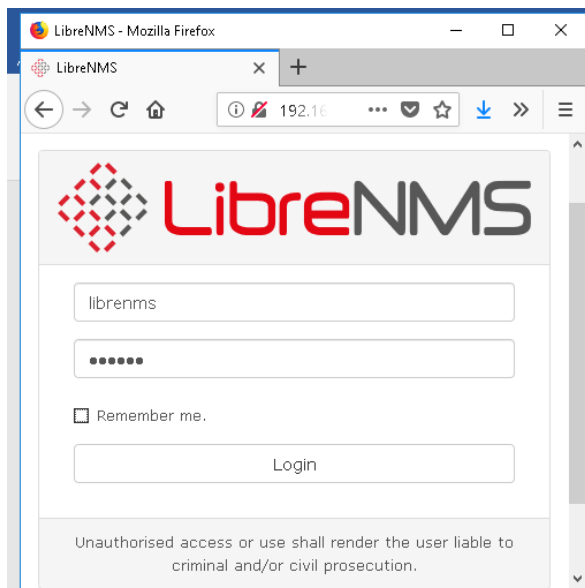 LibreNMS - Mozilla Firefox
LibreNMS
192.16
LibreNMS
librenms
Remember me.
Login
Unauthorised access or use shall render the user liable to
criminal and/or civil prosecution.